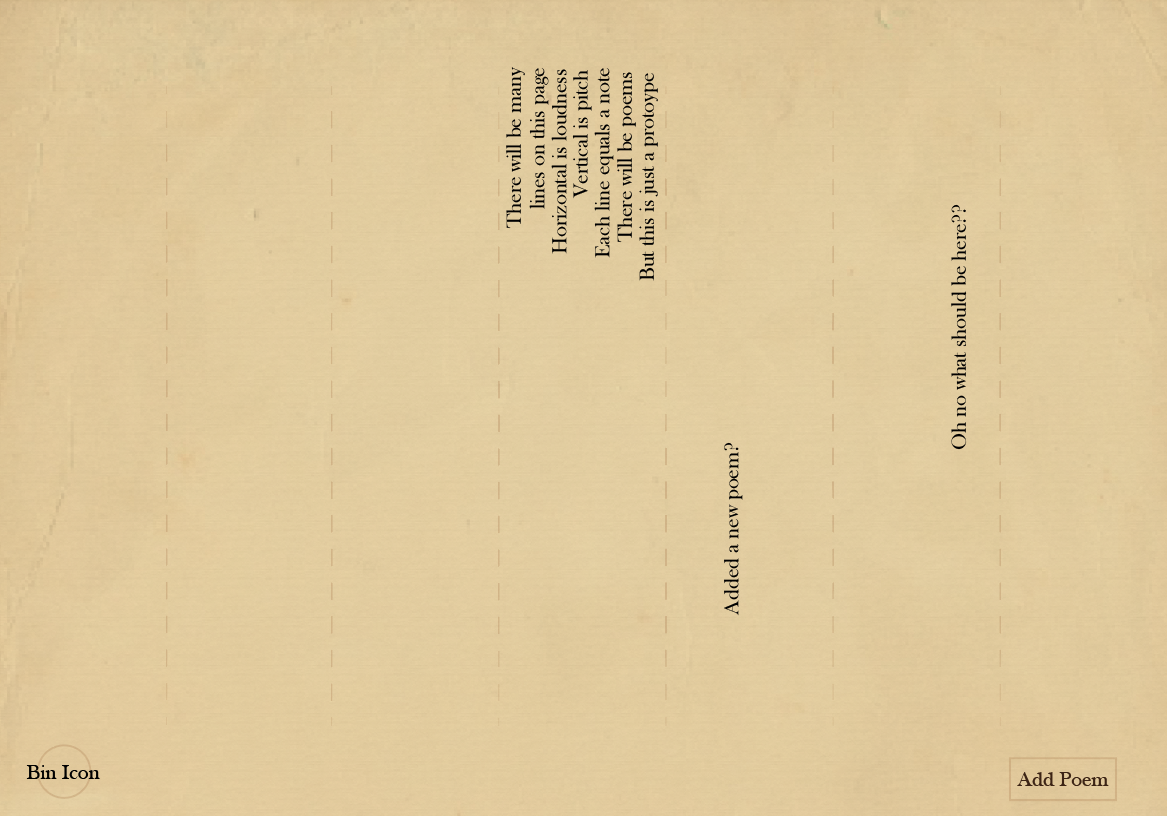 There will be many
lines on this page
Horizontal is loudness
Vertical is pitch
Each line equals a note
There will be poems
But this is just a protoype
Added a new poem?
Oh no what should be here??
Bin Icon
Add Poem